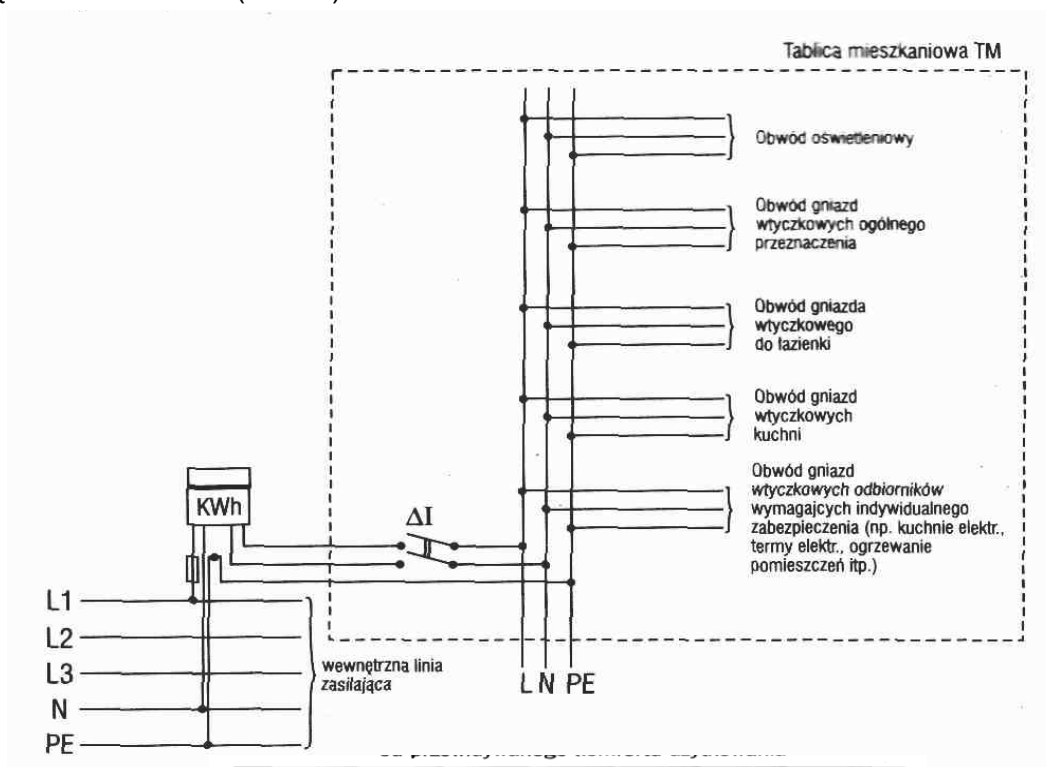 Tablica mieszkaniowa TM
Obwód oświetleniowy
Obwód gniazd
wtyczkowych ogólnego
przeznaczenia
Obwód gniazda
wtyczkowego
do łazienki
Obwód gniazd
wtyczkowych
kuchni
Obwód gniazd
wtyczkowych odbiorników
wymagajcych indywidualnego
zabezpieczenia (np. kuchnie elektr.,
termy elektr., ogrzewanie
pomieszczeń itp.)
KWh
ΔI
L1
L2
L3
N
PE
wewnętrzna linia
zasilająca
L N PE